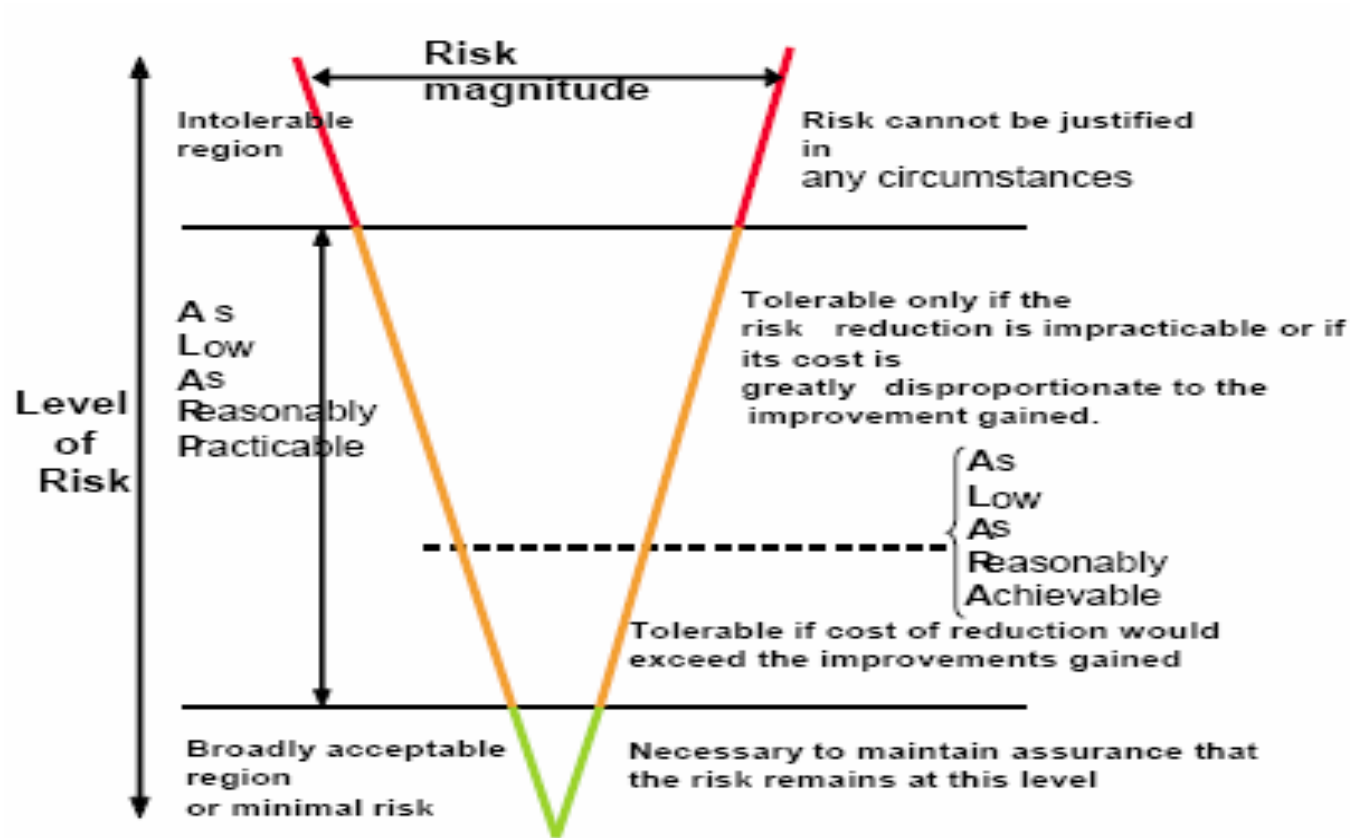 Risk
magnitude
Intolerable
region
Risk cannot be justified
in
any circumstances
As
Low
As
Reasonably
Practicable
Tolerable only if the
risk reduction is impracticable or if
its cost is
greatly disproportionate to the
improvement gained.
Level
of
Risk
As
Low
As
Reasonably
Achievable
Tolerable if cost of reduction would
exceed the improvements gained
Broadly acceptable
region
or minimal risk
Necessary to maintain assurance that
the risk remains at this level